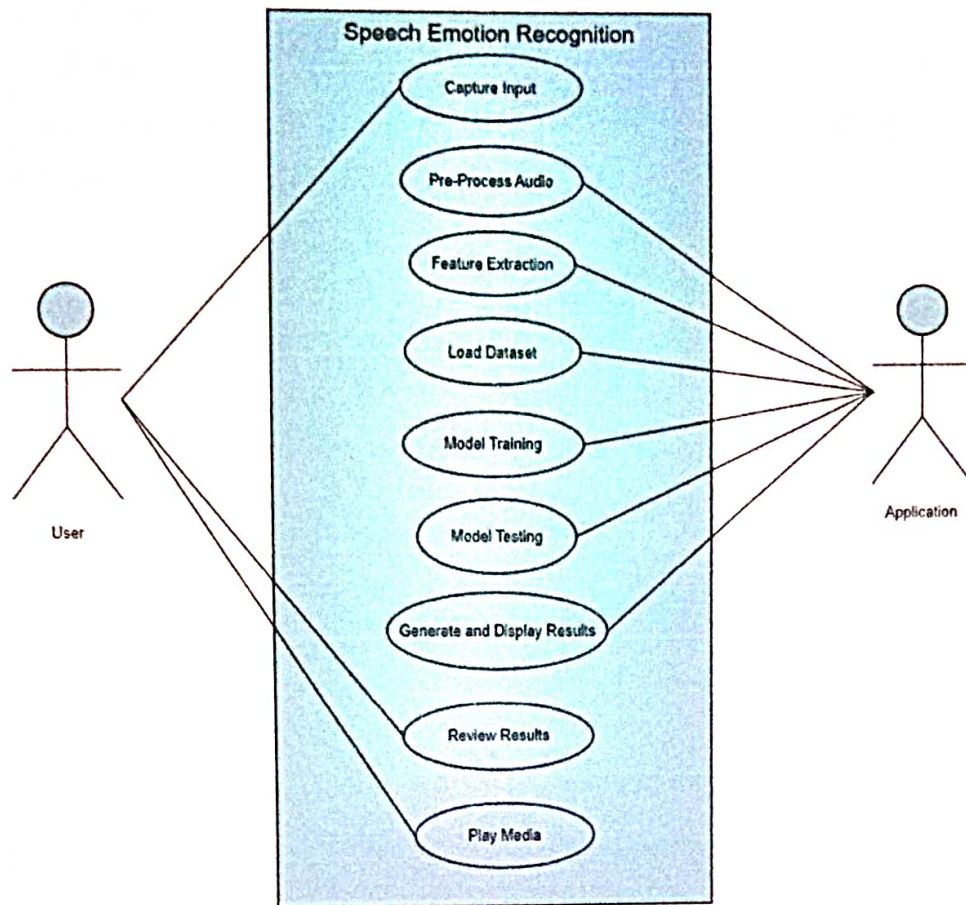 Speech Emotion Recognition
Capture Input
Pre-Process Audio
Feature Extraction
Load Dataset
Model Training
Model Testing
Generate and Display Results
Review Results
Play Media
User
Application